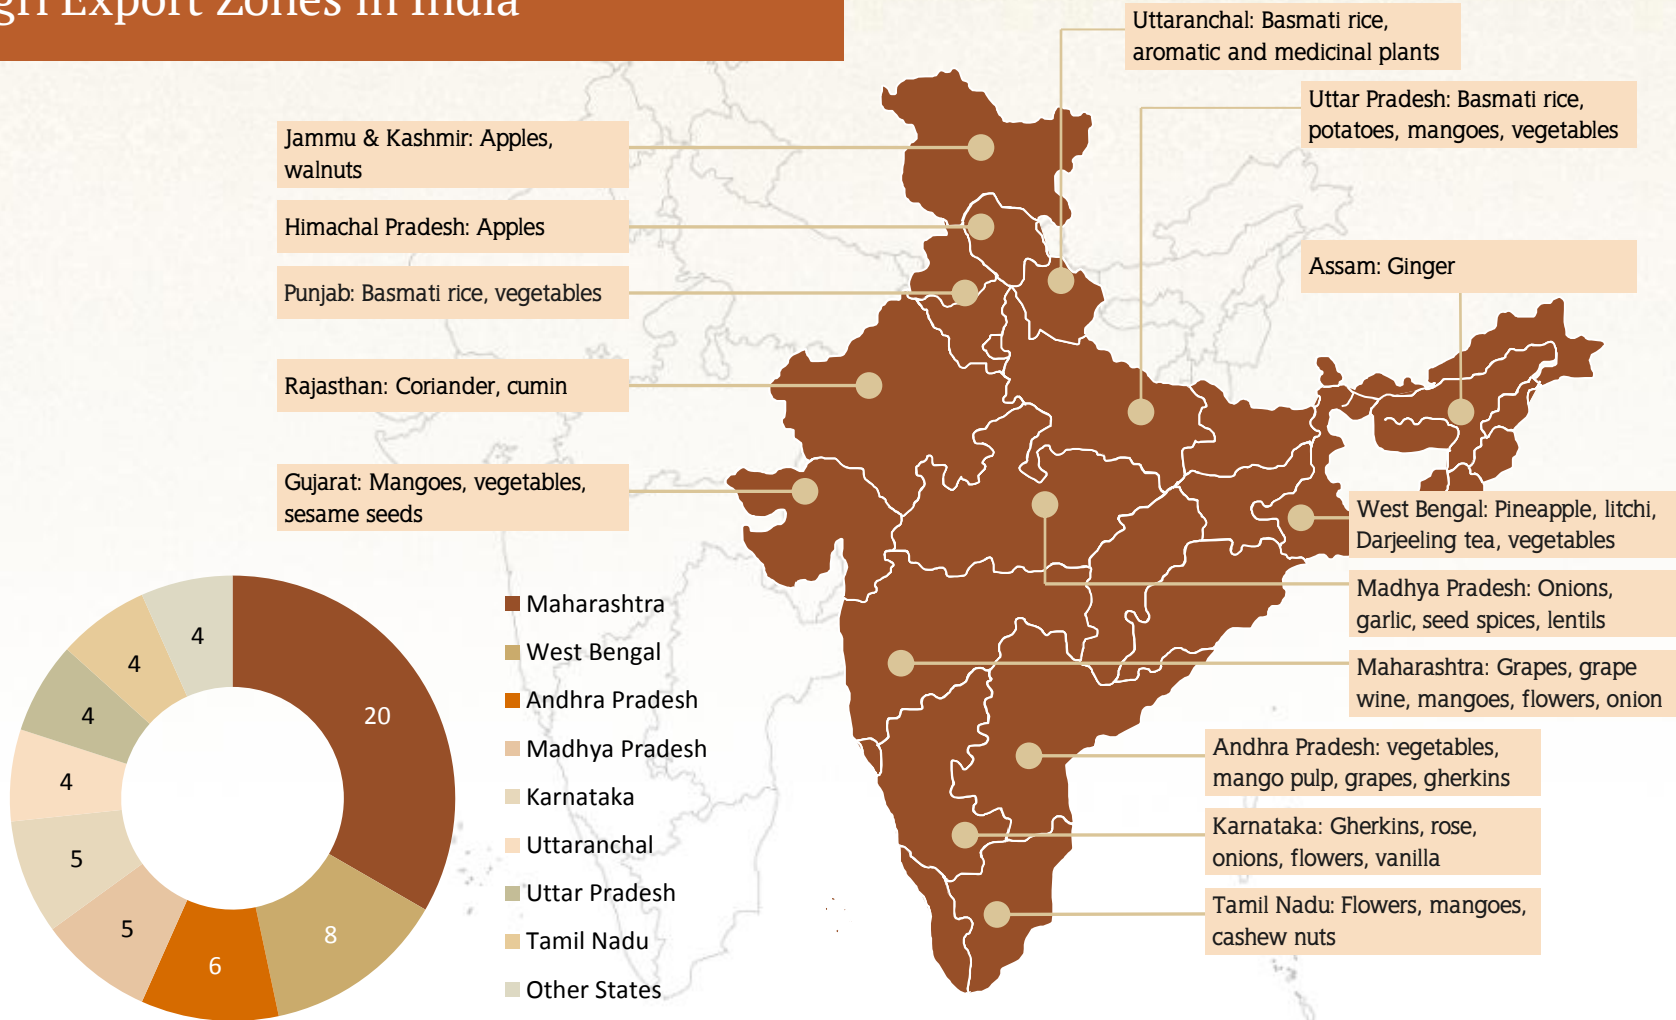 Export Zones in India
Uttaranchal: Basmati rice,
aromatic and medicinal plants
Uttar Pradesh: Basmati rice,
potatoes, mangoes, vegetables
Jammu & Kashmir: Apples,
walnuts
Himachal Pradesh: Apples
Assam: Ginger
Punjab: Basmati rice, vegetables
Rajasthan: Coriander, cumin
Gujarat: Mangoes, vegetables,
sesame seeds
West Bengal: Pineapple, litchi,
Darjeeling tea, vegetables
Madhya Pradesh: Onions,
garlic, seed spices, lentils
Maharashtra: Grapes, grape
wine, mangoes, flowers, onion
Andhra Pradesh: vegetables,
mango pulp, grapes, gherkins
Karnataka: Gherkins, rose,
onions, flowers, vanilla
Tamil Nadu: Flowers, mangoes,
cashew nuts
20
8
6
5
5
4
4
4
4
Maharashtra
West Bengal
Andhra Pradesh
Madhya Pradesh
Karnataka
Uttaranchal
Uttar Pradesh
Tamil Nadu
Other States